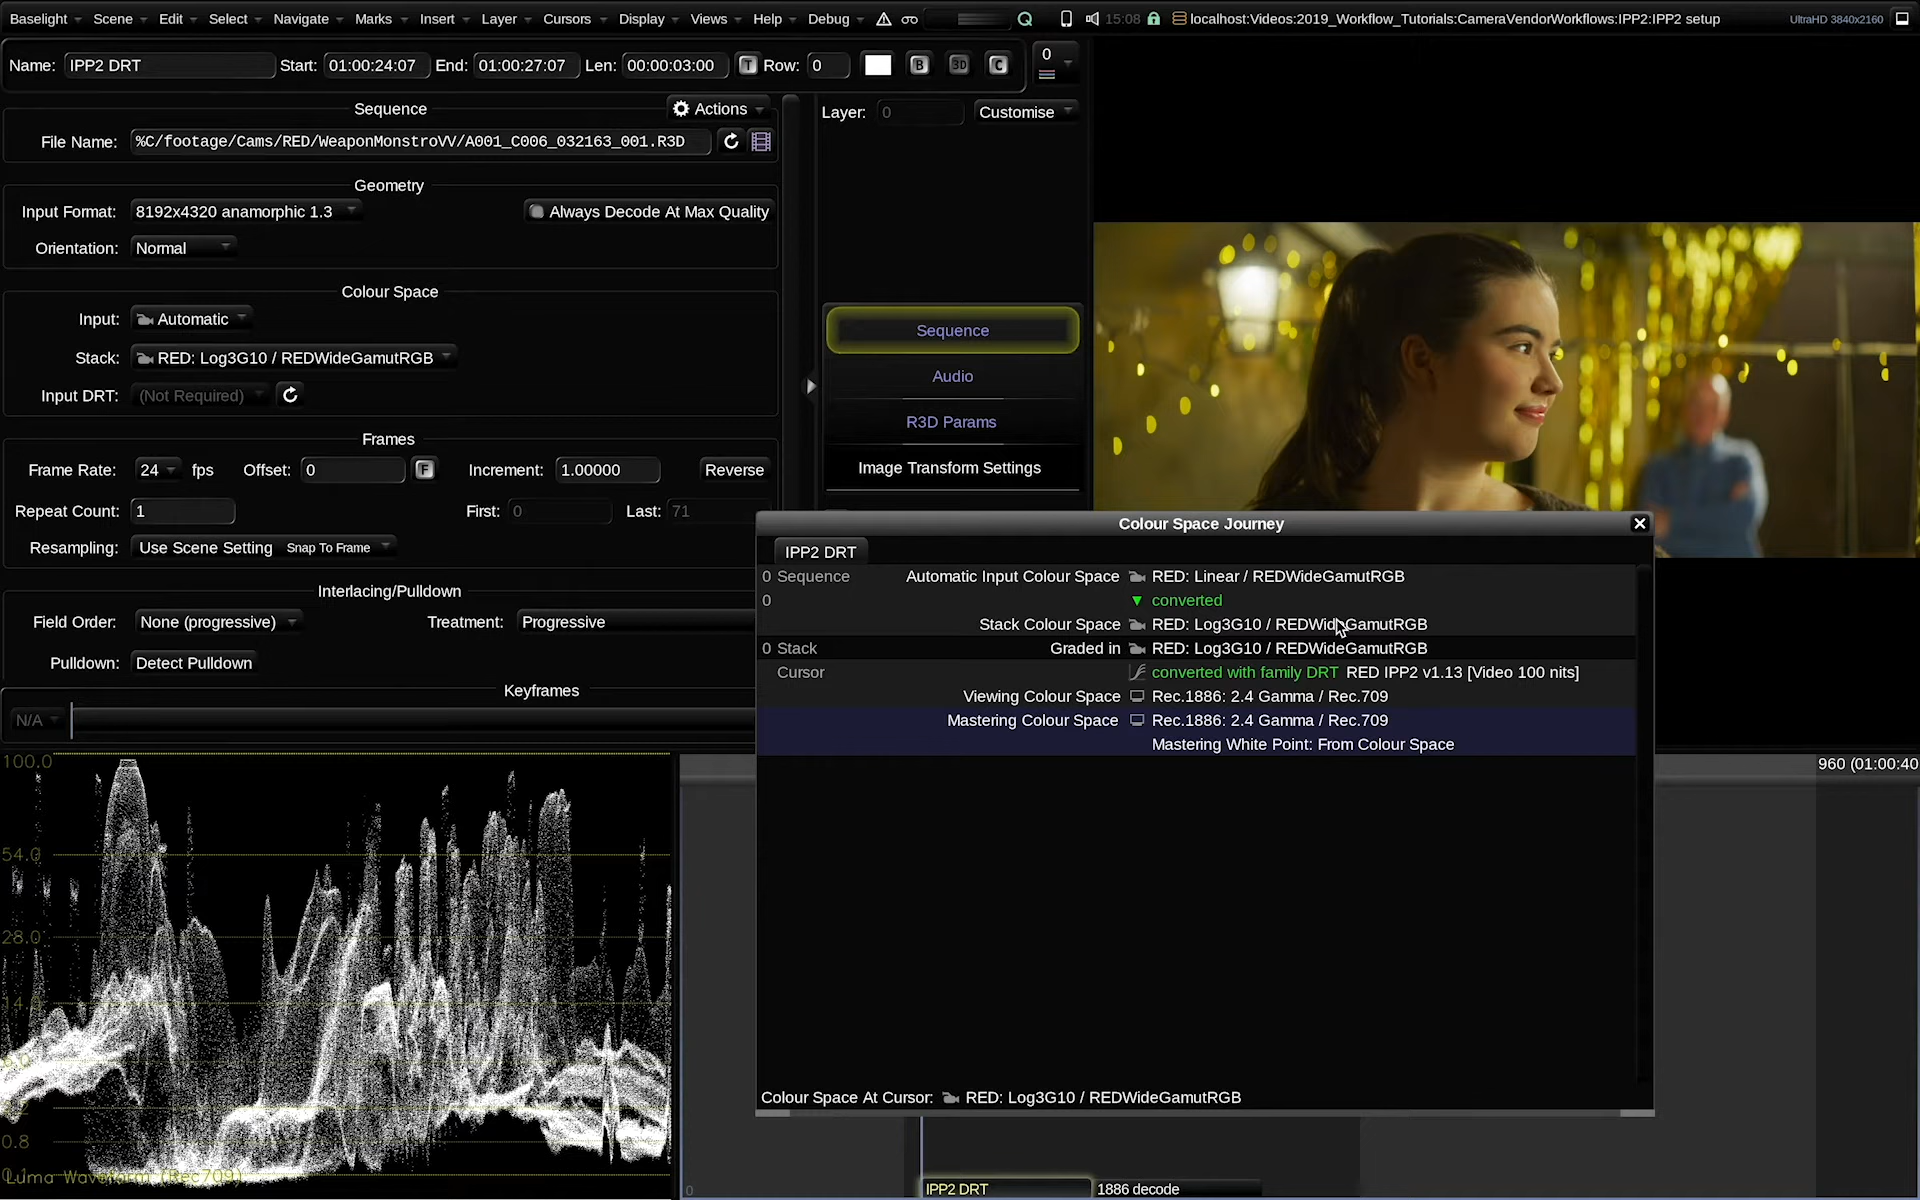 Baselight Scene Edit Select Navigate Marks Insert Layer Cursors Display Views Help Debug 15:08 localhost:Videos:2019_Workflow_Tutorials:CameraVendorWorkflows:IPP2:IPP2 setup UltraHD 3840x2160
Name: IPP2 DRT Start: 01:00:24:07 End: 01:00:27:07 Len: 00:00:03:00 T Row: 0 B 3D C 0
Sequence Actions
Layer: 0 Customise
File Name: %C/footage/Cams/RED/WeaponMonstroVV/A001_C006_032163_001.R3D
Geometry
Input Format: 8192x4320 anamorphic 1.3 Always Decode At Max Quality
Orientation: Normal
Colour Space
Input: Automatic
Stack: RED: Log3G10 / REDWideGamutRGB
Input DRT: (Not Required)
Sequence
Audio
R3D Params
Image Transform Settings
Frames
Frame Rate: 24 fps Offset: 0 F Increment: 1.00000 Reverse
Repeat Count: 1 First: 0 Last: 71
Resampling: Use Scene Setting Snap To Frame
Interlacing/Pulldown
Field Order: None (progressive) Treatment: Progressive
Pulldown: Detect Pulldown
Keyframes
N/A
Colour Space Journey
IPP2 DRT
0 Sequence Automatic Input Colour Space RED: Linear / REDWideGamutRGB
0 converted
Stack Colour Space RED: Log3G10 / REDWideGamutRGB
0 Stack Graded in RED: Log3G10 / REDWideGamutRGB
Cursor converted with family DRT RED IPP2 v1.13 [Video 100 nits]
Viewing Colour Space Rec.1886: 2.4 Gamma / Rec.709
Mastering Colour Space Rec.1886: 2.4 Gamma / Rec.709
Mastering White Point: From Colour Space
Colour Space At Cursor: RED: Log3G10 / REDWideGamutRGB
960 (01:00:40
100.0
54.0
28.0
14.0
0.8
0.1
Luma Waveform (Rec709)
0
IPP2 DRT 1886 decode